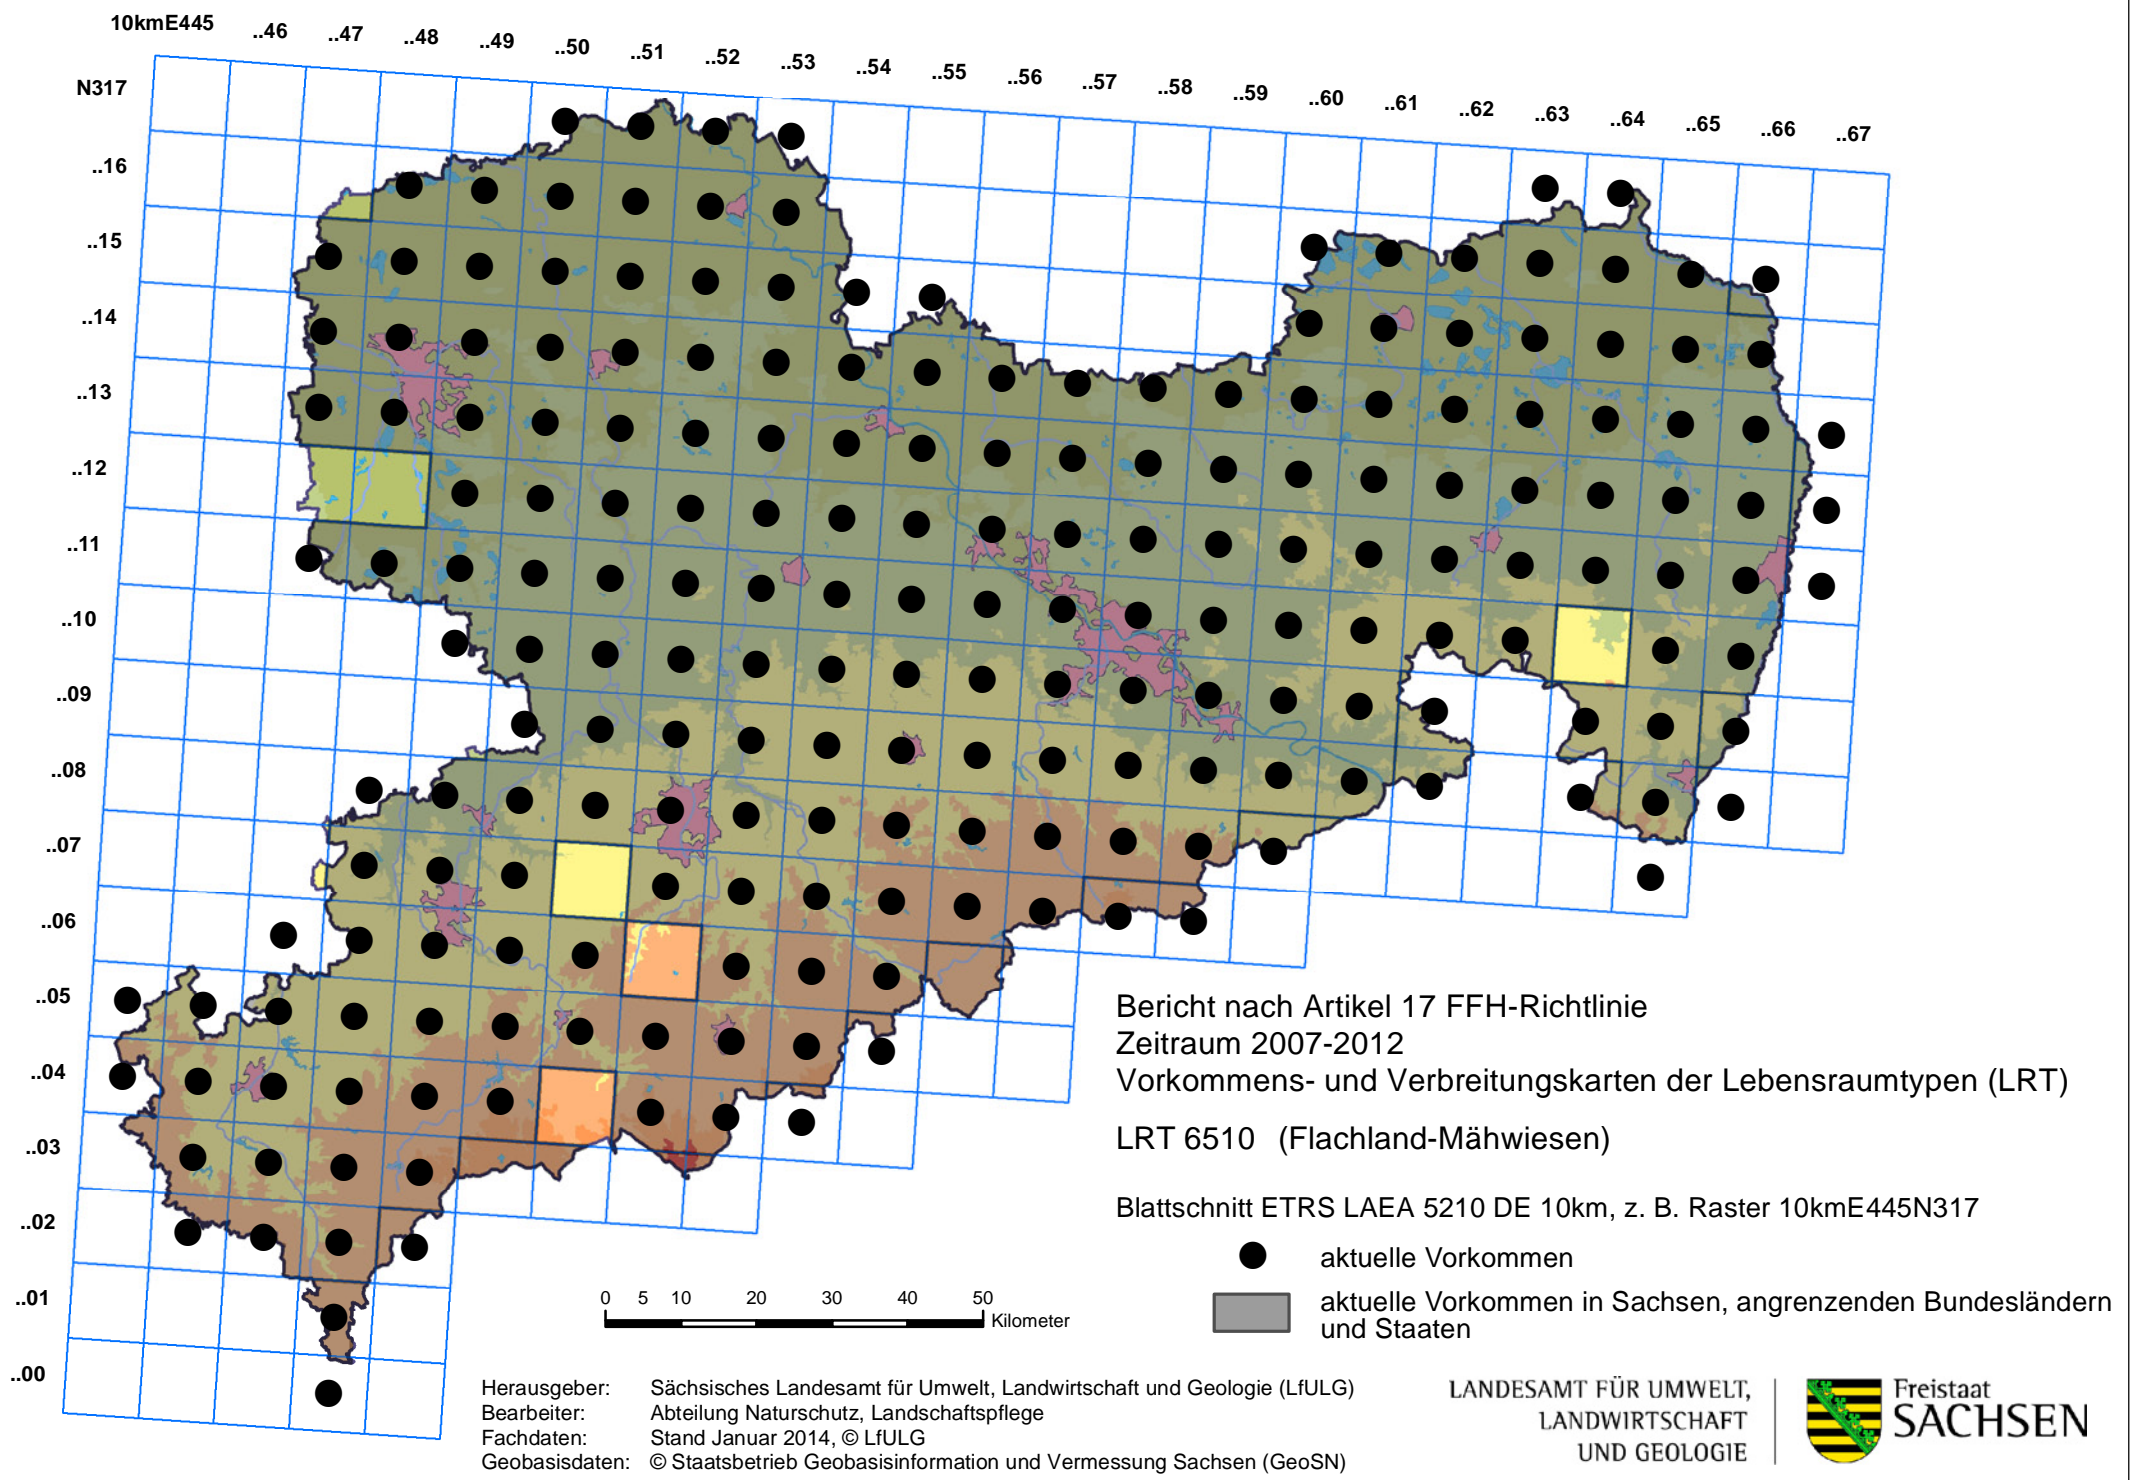 10kmE445 ..46 ..47 ..48 ..49 ..50 ..51 ..52 ..53 ..54 ..55 ..56 ..57 ..58 ..59 ..60 ..61 ..62 ..63 ..64 ..65 ..66 ..67
N317
..16
..15
..14
..13
..12
..11
..10
..09
..08
..07
..06
..05
..04
..03
..02
..01
..00
Bericht nach Artikel 17 FFH-Richtlinie
Zeitraum 2007-2012
Vorkommens- und Verbreitungskarten der Lebensraumtypen (LRT)
LRT 6510 (Flachland-Mähwiesen)
Blattschnitt ETRS LAEA 5210 DE 10km, z. B. Raster 10kmE445N317
aktuelle Vorkommen
aktuelle Vorkommen in Sachsen, angrenzenden Bundesländern
und Staaten
0 5 10 20 30 40 50
Kilometer
Herausgeber: Sächsisches Landesamt für Umwelt, Landwirtschaft und Geologie (LfULG)
Bearbeiter: Abteilung Naturschutz, Landschaftspflege
Fachdaten: Stand Januar 2014, © LfULG
Geobasisdaten: © Staatsbetrieb Geobasisinformation und Vermessung Sachsen (GeoSN)
LANDESAMT FÜR UMWELT,
LANDWIRTSCHAFT
UND GEOLOGIE
Freistaat
SACHSEN